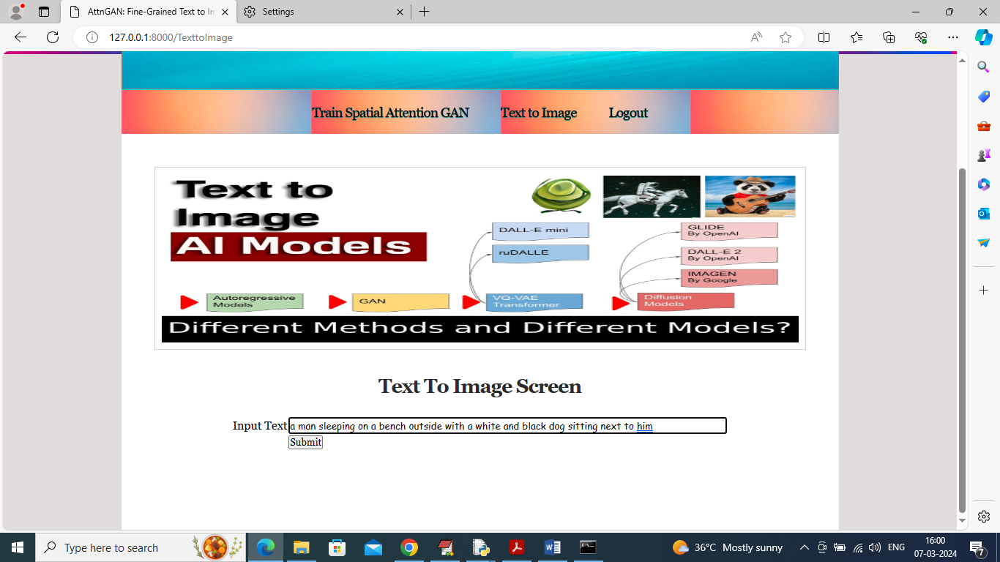 AttnGAN: Fine-Grained Text to Im
Settings
127.0.0.1:8000/TexttoImage
Train Spatial Attention GAN
Text to Image
Logout
Text to
Image
AI Models
DALL-E mini
ruDALLE
GLIDE
By OpenAI
DALL-E 2
By OpenAI
IMAGEN
By Google
Autoregressive
Models
GAN
VQ-VAE
Transformer
Diffusion
Models
Different Methods and Different Models?
Text To Image Screen
Input Text a man sleeping on a bench outside with a white and black dog sitting next to him
Submit
Type here to search
36°C Mostly sunny
ENG
16:00
07-03-2024
7